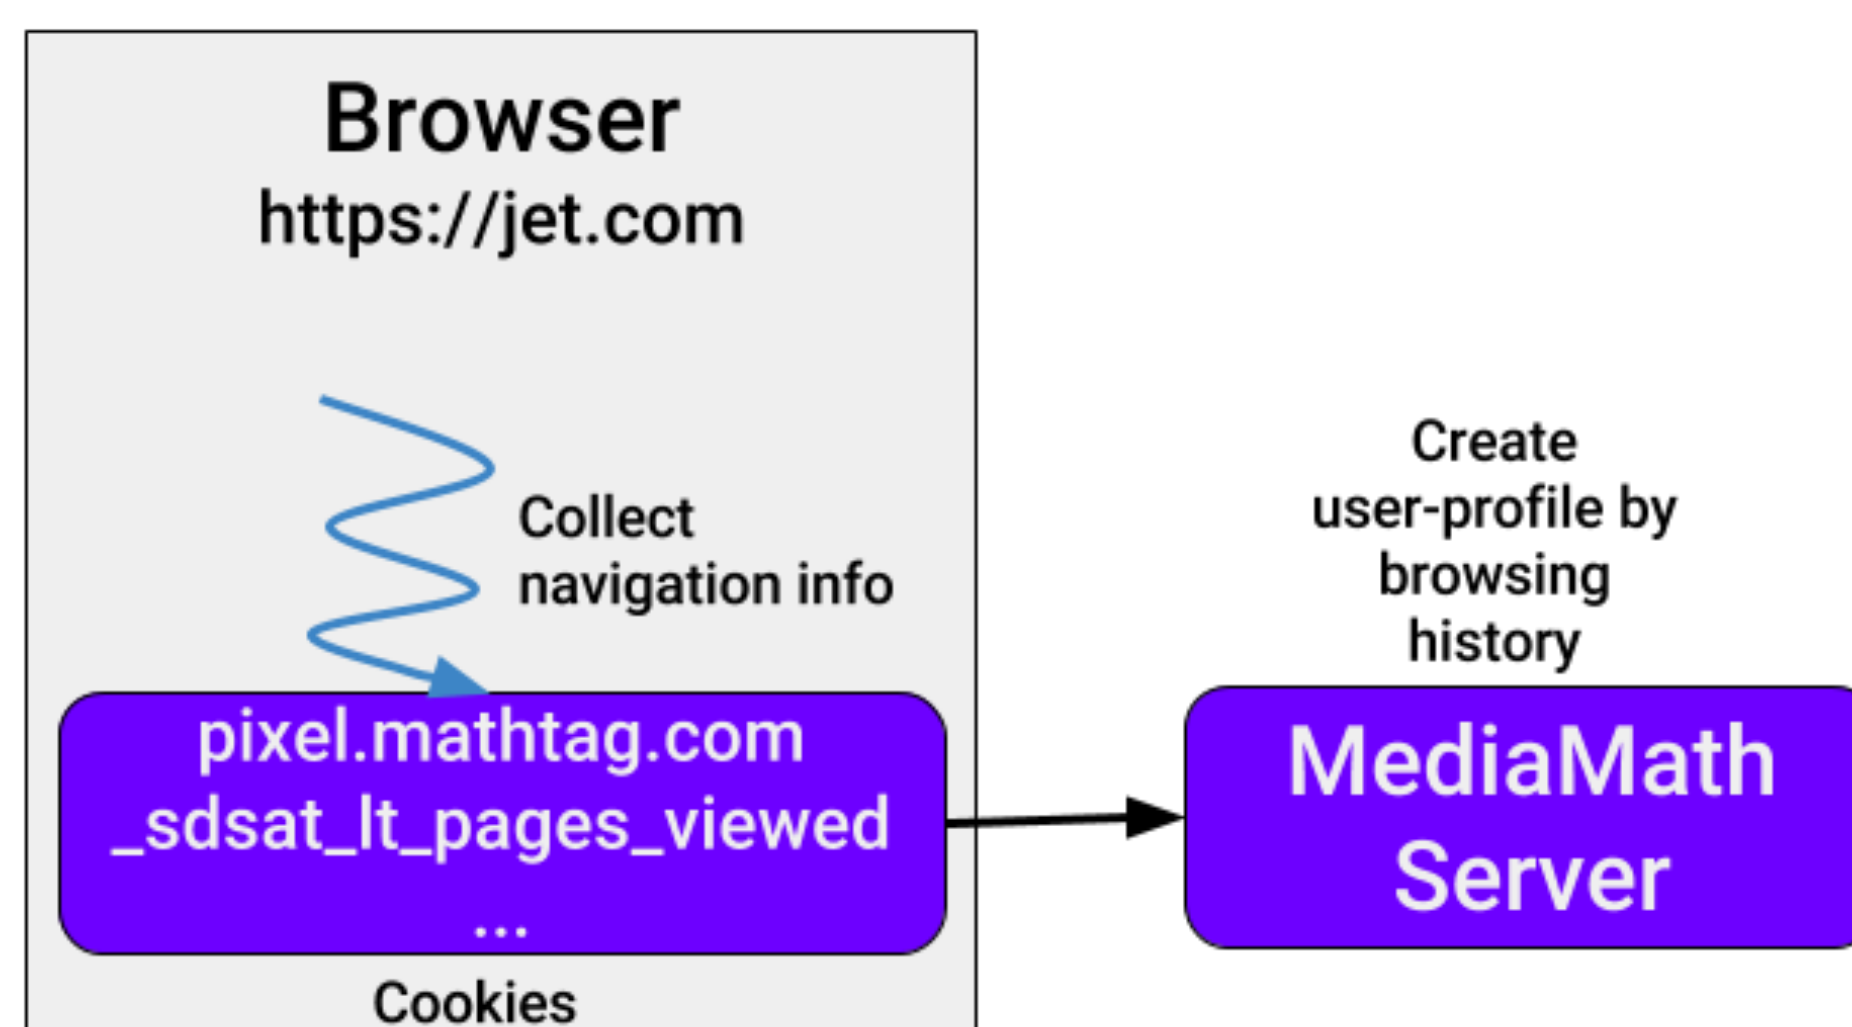 Browser
https://jet.com
Collect
navigation info
pixel.mathtag.com
_sdsat_lt_pages_viewed
...
Cookies
Create
user-profile by
browsing
history
MediaMath
Server